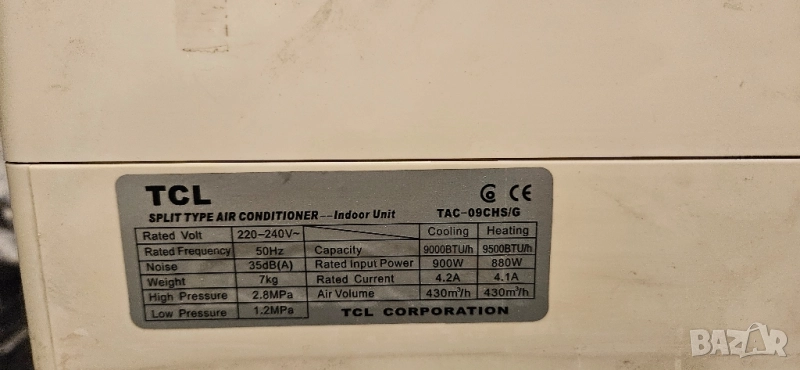 TCL
SPLIT TYPE AIR CONDITIONER---Indoor Unit TAC-09CHS/G
Rated Volt 220-240V~ Cooling Heating
Rated Frequency 50Hz Capacity 9000BTU/h 9500BTU/h
Noise 35dB(A) Rated Input Power 900W 880W
Weight 7kg Rated Current 4.2A 4.1A
High Pressure 2.8MPa Air Volume 430m³/h 430m³/h
Low Pressure 1.2MPa TCL CORPORATION
BAZAR